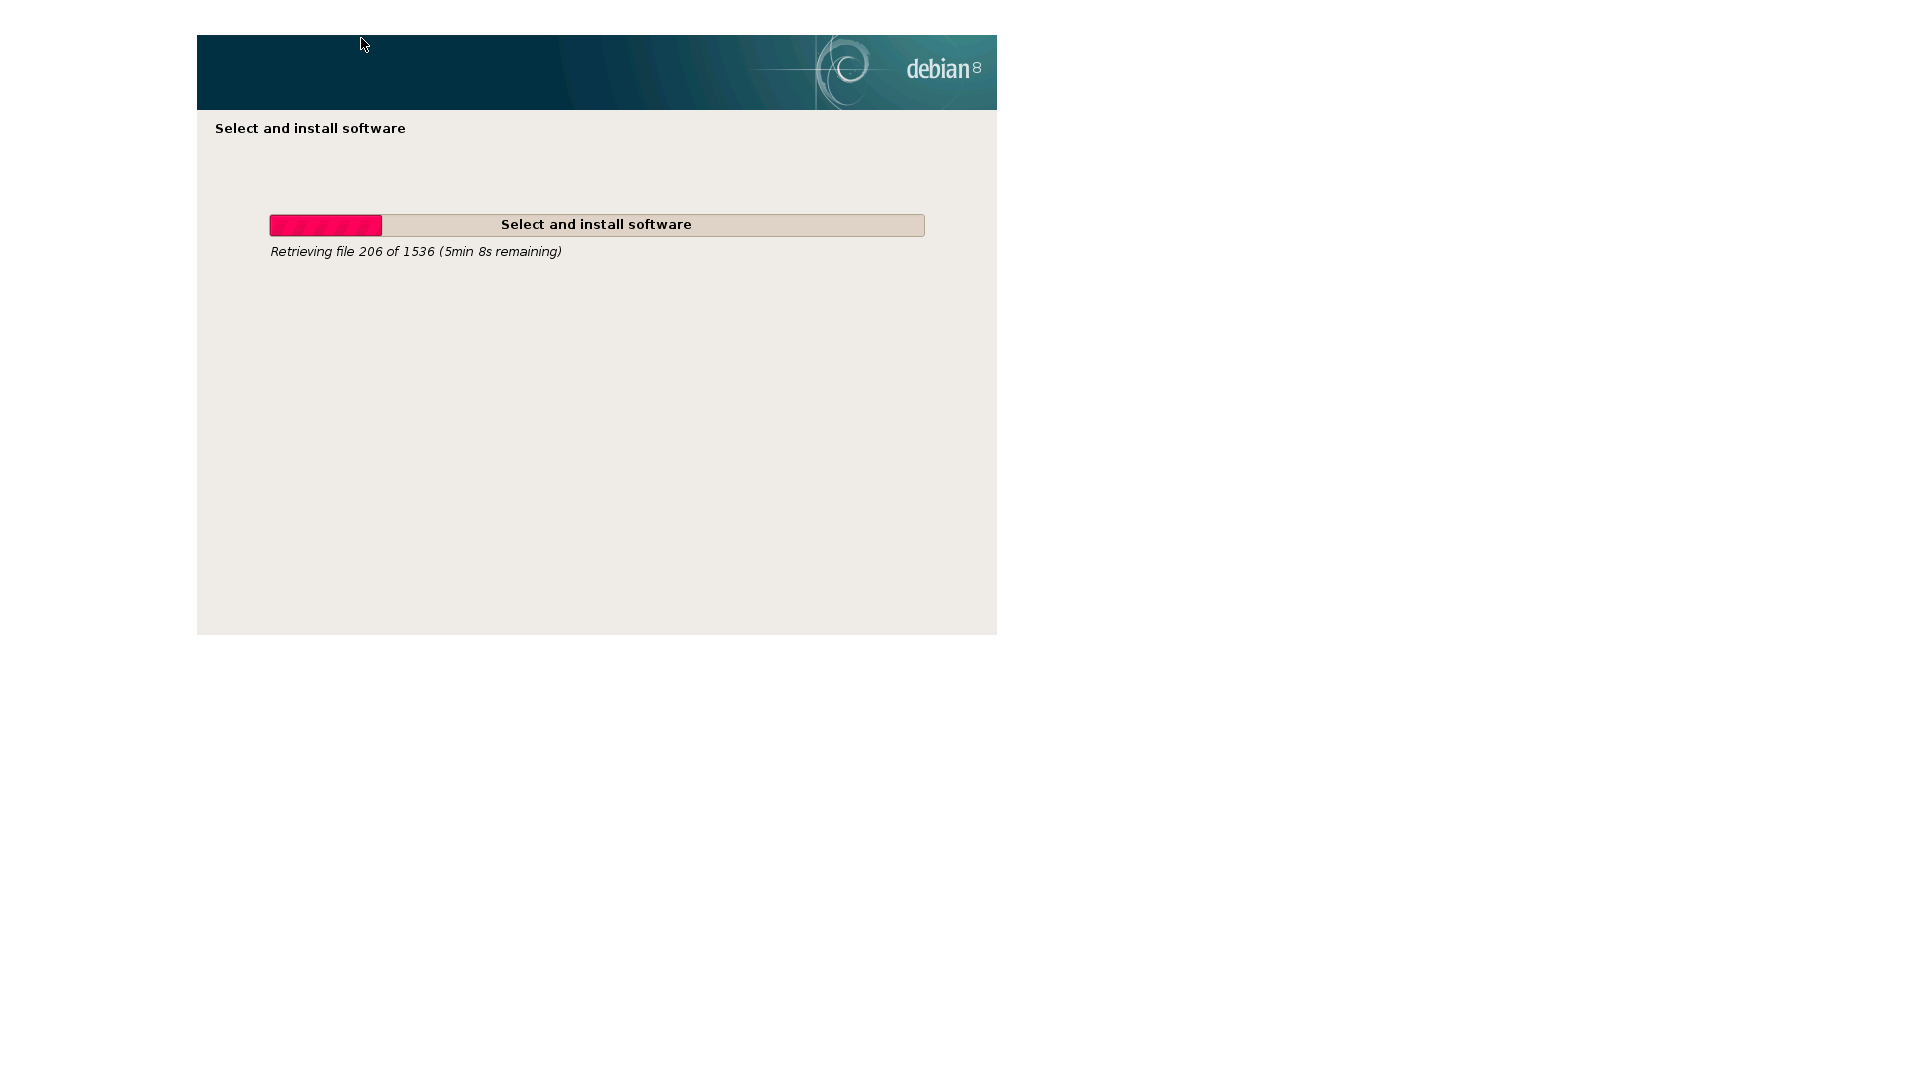 debian 8
Select and install software
Select and install software
Retrieving file 206 of 1536 (5min 8s remaining)